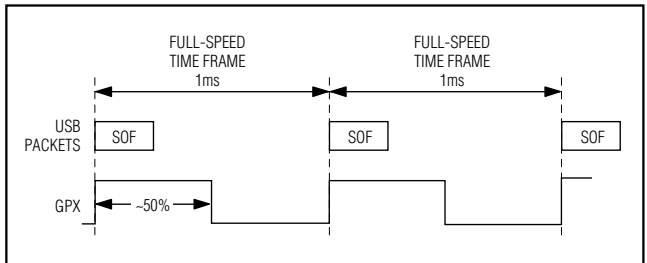 FULL-SPEED
TIME FRAME
1ms
FULL-SPEED
TIME FRAME
1ms
USB
PACKETS
SOF
SOF
SOF
GPX
~50%